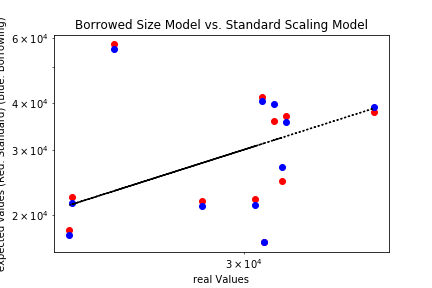 Borrowed Size Model vs. Standard Scaling Model
6 × 10⁴
4 × 10⁴
3 × 10⁴
2 × 10⁴
expected Values (Red: Standard) (Blue: Borrowing)
3 × 10⁴
real Values